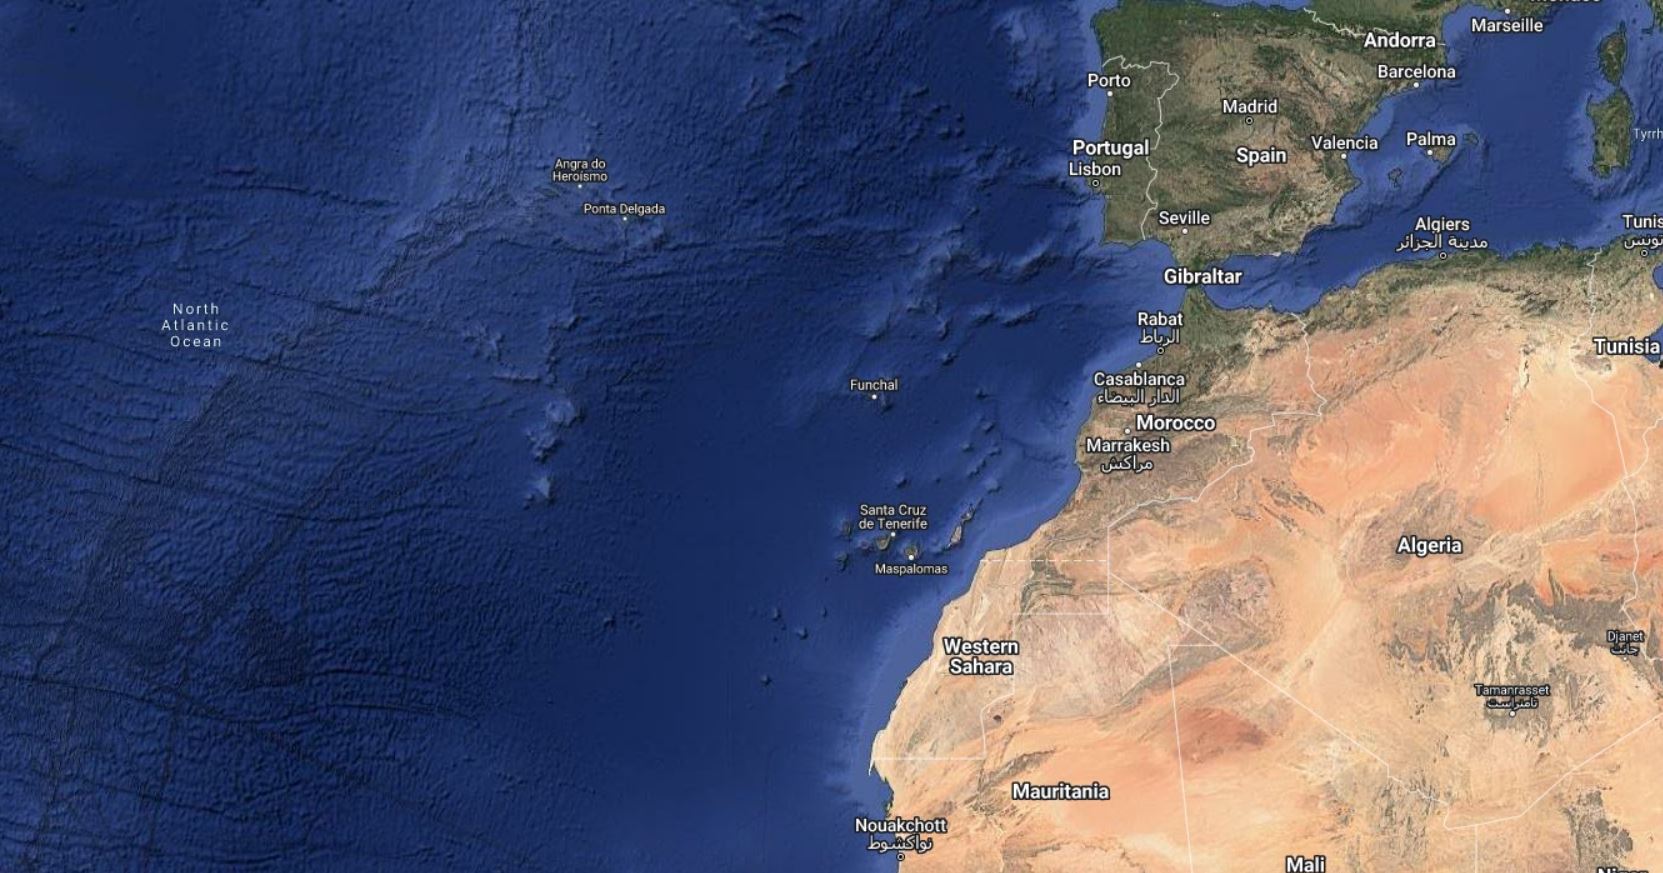 Marseille
Andorra
Barcelona
Porto
Madrid
Valencia
Palma
Portugal
Lisbon
Spain
Angra do
Heroísmo
Ponta Delgada
Seville
Algiers
مدينة الجزائر
تونس
Gibraltar
North
Atlantic
Ocean
Rabat
الرباط
Tunisia
Casablanca
الدار البيضاء
Funchal
Morocco
Marrakesh
مراكش
Santa Cruz
de Tenerife
Maspalomas
Algeria
Western
Sahara
Djanet
جانت
Tamanrasset
تامنراست
Mauritania
Nouakchott
نواكشوط
Mali